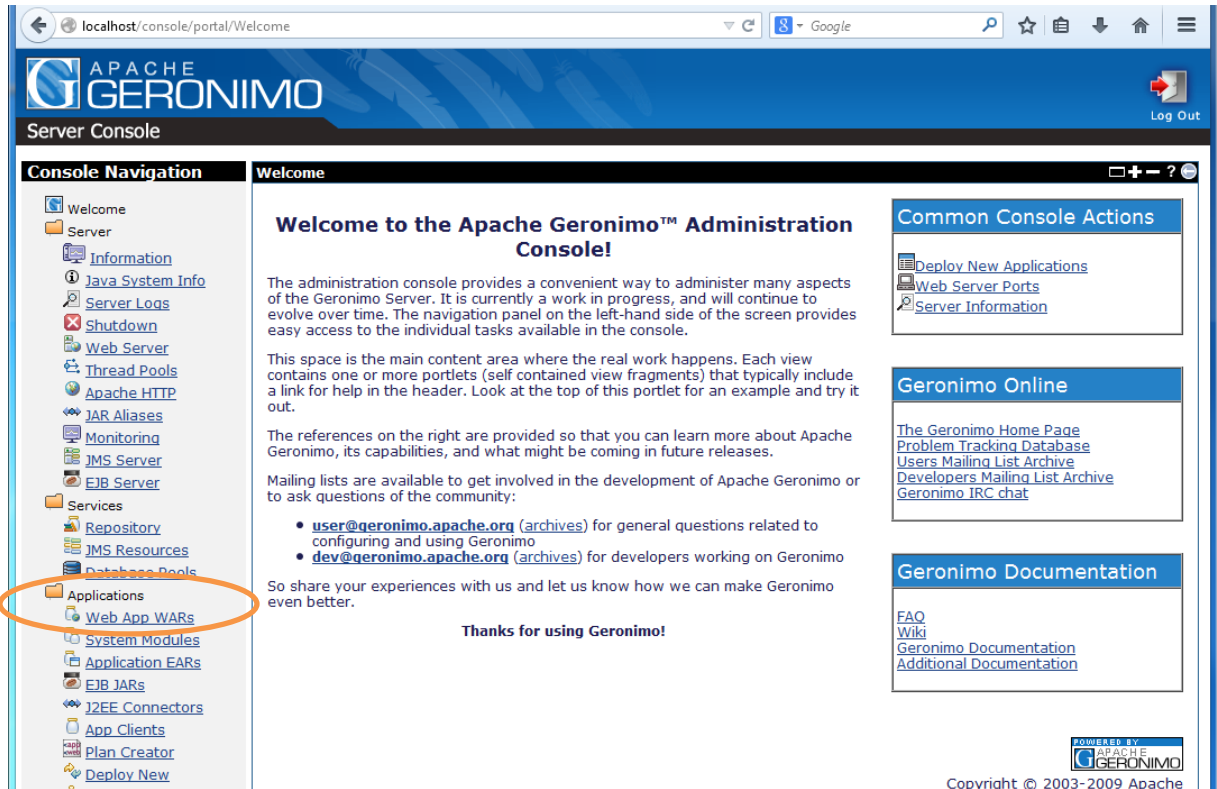 localhost/console/portal/Welcome
Google
APACHE
GERONIMO
Server Console
Log Out
Console Navigation
Welcome
Server
Information
Java System Info
Server Logs
Shutdown
Web Server
Thread Pools
Apache HTTP
JAR Aliases
Monitoring
JMS Server
EJB Server
Services
Repository
JMS Resources
Database Pools
Applications
Web App WARs
System Modules
Application EARs
EJB JARs
J2EE Connectors
App Clients
Plan Creator
Deploy New
Welcome
Welcome to the Apache Geronimo™ Administration
Console!
The administration console provides a convenient way to administer many aspects
of the Geronimo Server. It is currently a work in progress, and will continue to
evolve over time. The navigation panel on the left-hand side of the screen provides
easy access to the individual tasks available in the console.
This space is the main content area where the real work happens. Each view
contains one or more portlets (self contained view fragments) that typically include
a link for help in the header. Look at the top of this portlet for an example and try it
out.
The references on the right are provided so that you can learn more about Apache
Geronimo, its capabilities, and what might be coming in future releases.
Mailing lists are available to get involved in the development of Apache Geronimo or
to ask questions of the community:
• user@geronimo.apache.org (archives) for general questions related to
configuring and using Geronimo
• dev@geronimo.apache.org (archives) for developers working on Geronimo
So share your experiences with us and let us know how we can make Geronimo
even better.
Thanks for using Geronimo!
Common Console Actions
Deploy New Applications
Web Server Ports
Server Information
Geronimo Online
The Geronimo Home Page
Problem Tracking Database
Users Mailing List Archive
Developers Mailing List Archive
Geronimo IRC chat
Geronimo Documentation
FAQ
Wiki
Geronimo Documentation
Additional Documentation
POWERED BY
APACHE
GERONIMO
Copyright © 2003-2009 Apache